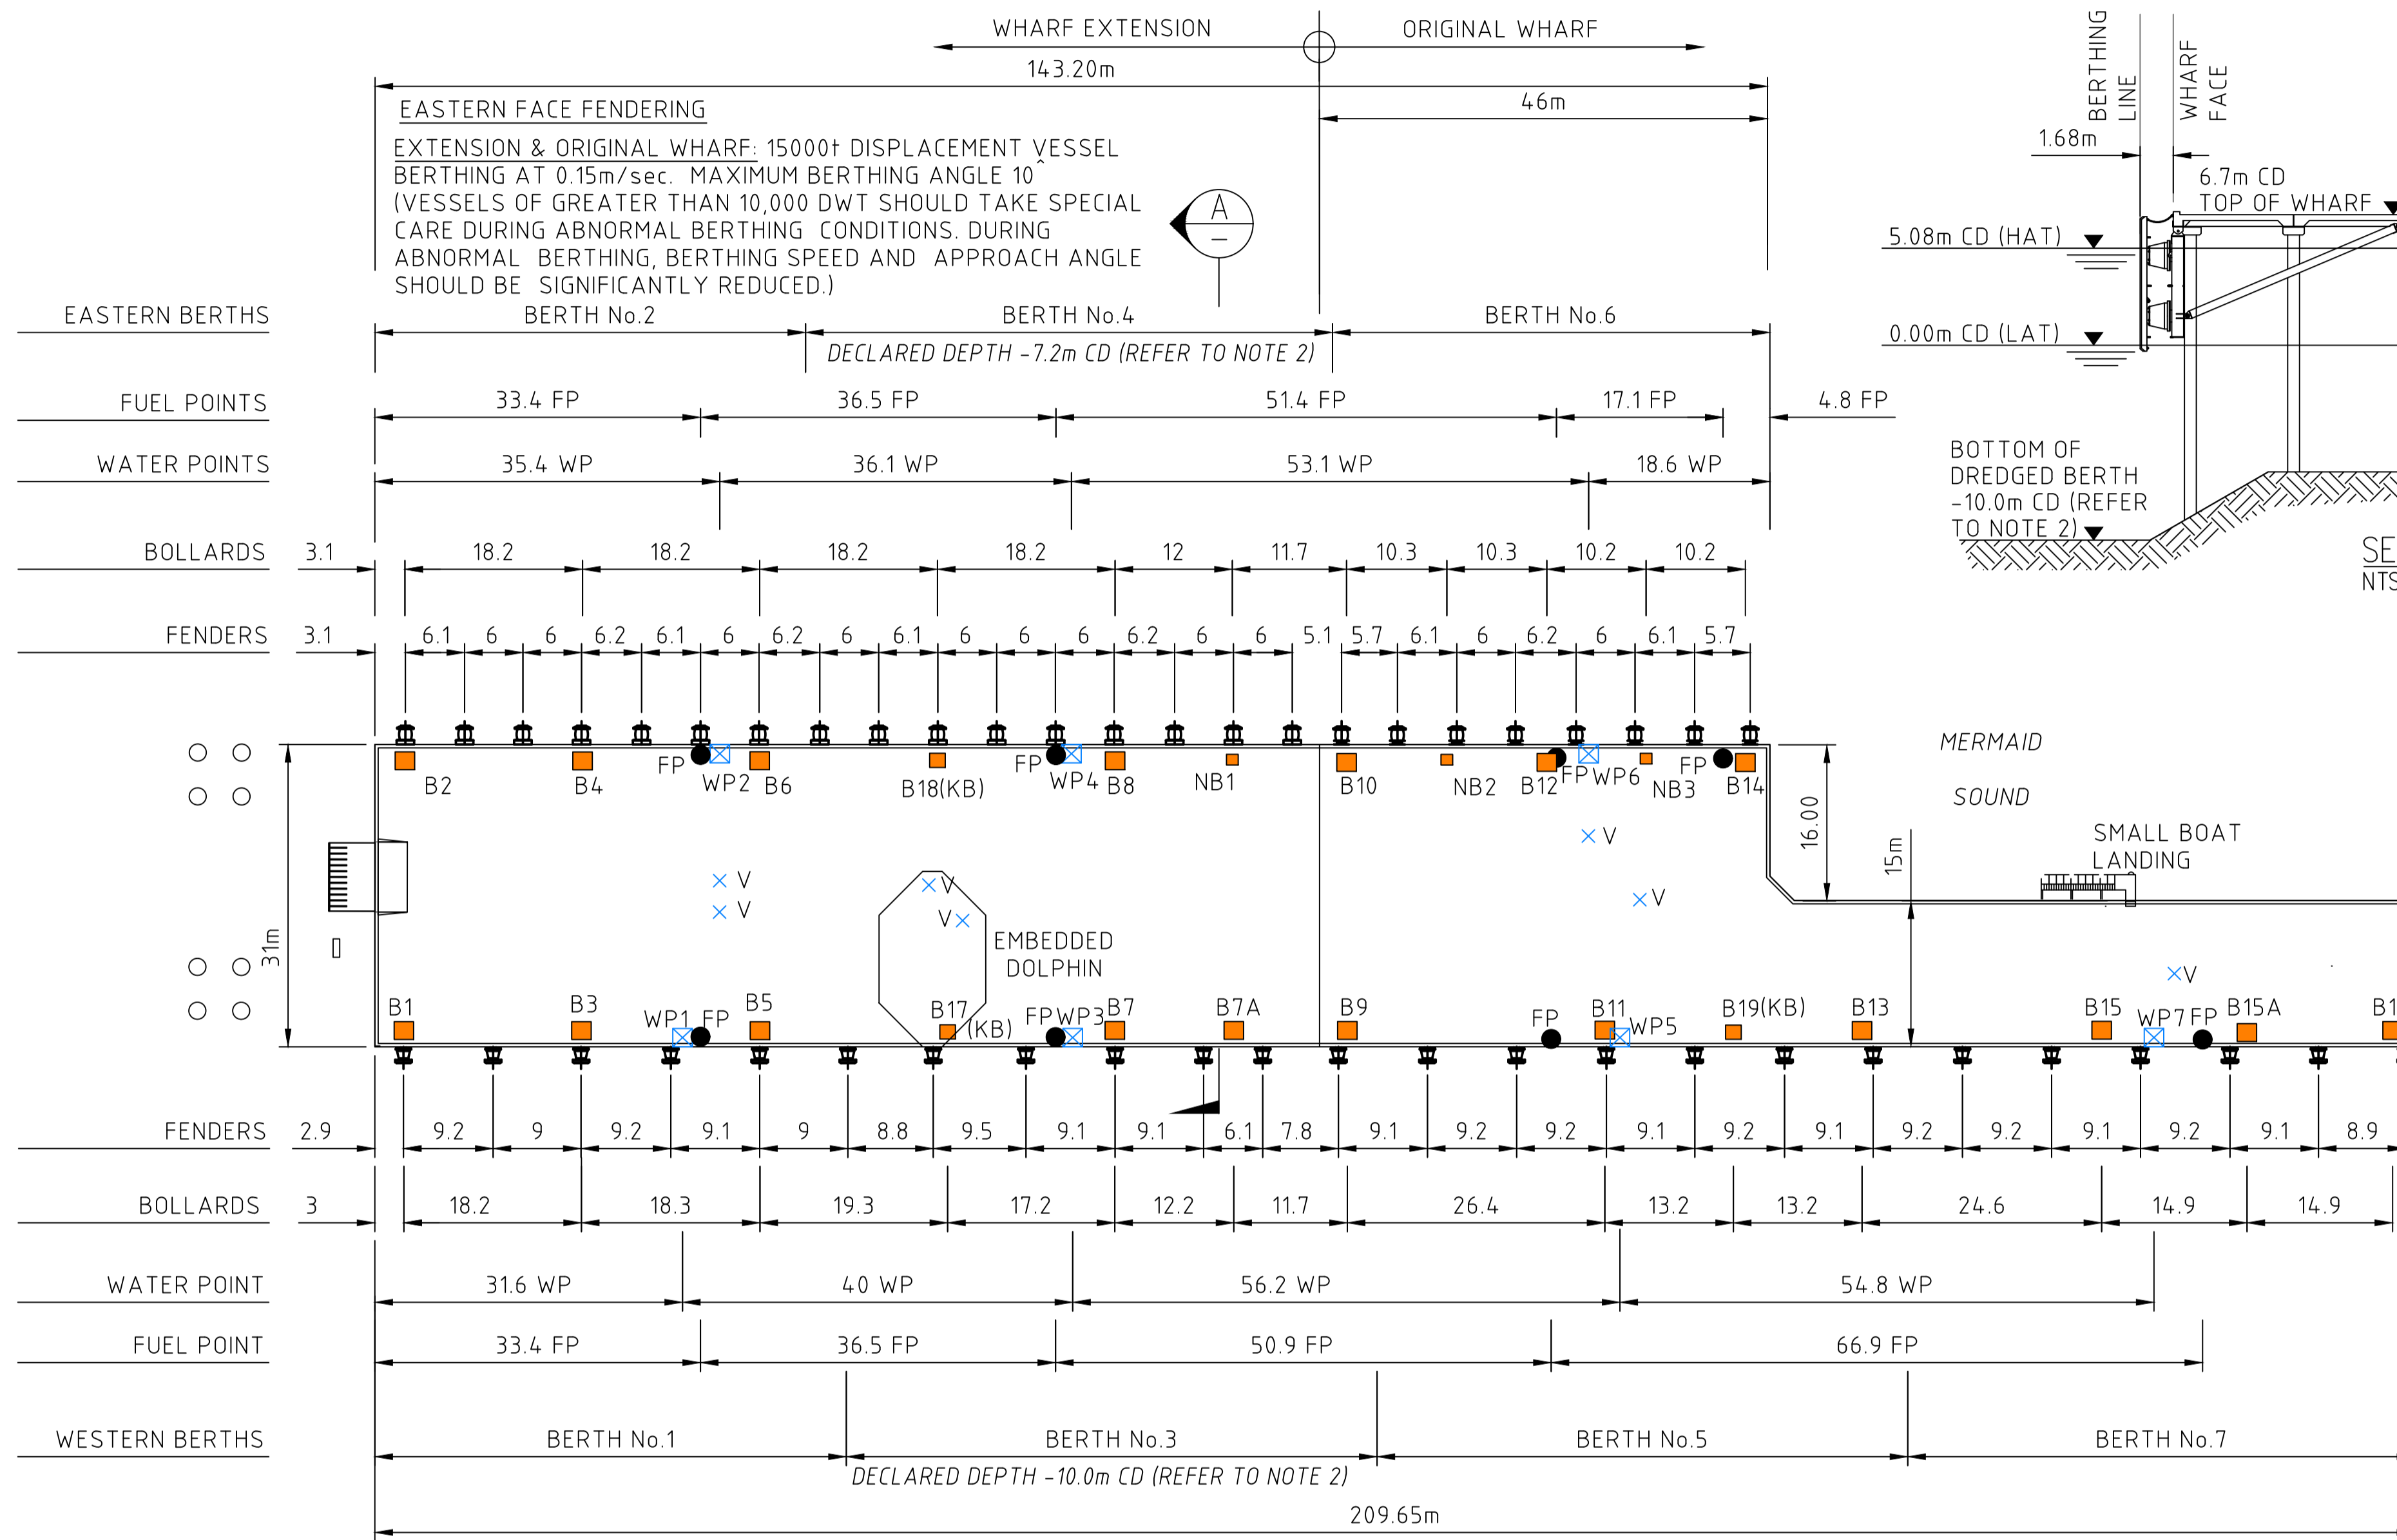 WHARF EXTENSION
ORIGINAL WHARF
143.20m
46m
EASTERN FACE FENDERING
EXTENSION & ORIGINAL WHARF: 15000t DISPLACEMENT VESSEL
BERTHING AT 0.15m/sec. MAXIMUM BERTHING ANGLE 10^
(VESSELS OF GREATER THAN 10,000 DWT SHOULD TAKE SPECIAL
CARE DURING ABNORMAL BERTHING CONDITIONS. DURING
ABNORMAL BERTHING, BERTHING SPEED AND APPROACH ANGLE
SHOULD BE SIGNIFICANTLY REDUCED.)
A
–
BERTHING
LINE
WHARF
FACE
1.68m
6.7m CD
TOP OF WHARF
5.08m CD (HAT)
0.00m CD (LAT)
BOTTOM OF
DREDGED BERTH
-10.0m CD (REFER
TO NOTE 2)
SE
NTS
EASTERN BERTHS
BERTH No.2
BERTH No.4
BERTH No.6
DECLARED DEPTH -7.2m CD (REFER TO NOTE 2)
FUEL POINTS
33.4 FP
36.5 FP
51.4 FP
17.1 FP
4.8 FP
WATER POINTS
35.4 WP
36.1 WP
53.1 WP
18.6 WP
BOLLARDS 3.1 18.2 18.2 18.2 18.2 12 11.7 10.3 10.3 10.2 10.2
FENDERS 3.1 6.1 6 6 6.2 6.1 6 6.2 6 6.1 6 6 6 6.2 6 6 5.1 5.7 6.1 6 6.2 6 6.1 5.7
B2
B4
FP
WP2
B6
B18(KB)
FP
WP4
B8
NB1
B10
NB2
B12
FP
WP6
NB3
FP
B14
MERMAID
SOUND
16.00
15m
SMALL BOAT
LANDING
31m
V
V
V
V
V
V
V
EMBEDDED
DOLPHIN
B1
B3
WP1
FP
B5
B17
(KB)
FP
WP3
B7
B7A
B9
FP
B11
WP5
B19(KB)
B13
B15
WP7
FP
B15A
B1
FENDERS 2.9 9.2 9 9.2 9.1 9 8.8 9.5 9.1 9.1 6.1 7.8 9.1 9.2 9.2 9.1 9.2 9.1 9.2 9.2 9.1 9.2 9.1 8.9
BOLLARDS 3 18.2 18.3 19.3 17.2 12.2 11.7 26.4 13.2 13.2 24.6 14.9 14.9
WATER POINT
31.6 WP
40 WP
56.2 WP
54.8 WP
FUEL POINT
33.4 FP
36.5 FP
50.9 FP
66.9 FP
WESTERN BERTHS
BERTH No.1
BERTH No.3
BERTH No.5
BERTH No.7
DECLARED DEPTH -10.0m CD (REFER TO NOTE 2)
209.65m